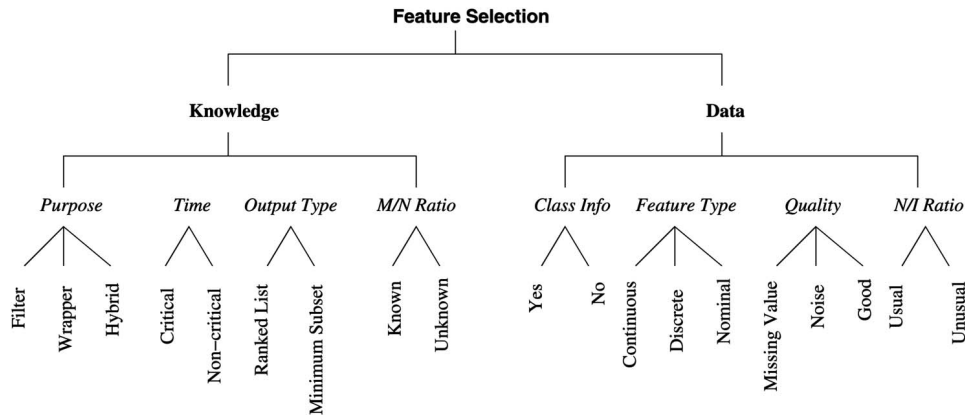 Feature Selection
Knowledge
Data
Purpose
Time
Output Type
M/N Ratio
Class Info
Feature Type
Quality
N/I Ratio
Filter
Wrapper
Hybrid
Critical
Non-critical
Ranked List
Minimum Subset
Known
Unknown
Yes
No
Continuous
Discrete
Nominal
Missing Value
Noise
Good
Usual
Unusual